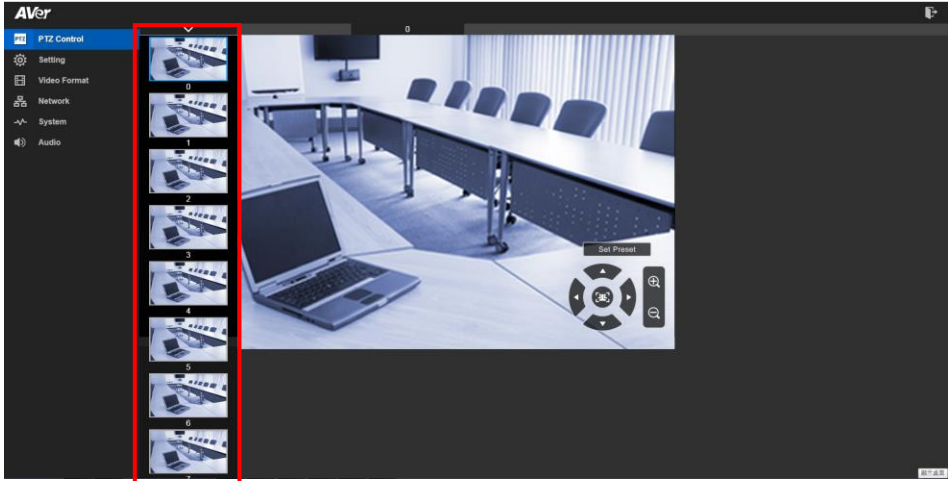 AVer
0
PTZ PTZ Control
Setting
Video Format
Network
System
Audio
0
1
2
3
4
5
6
7
Set Preset